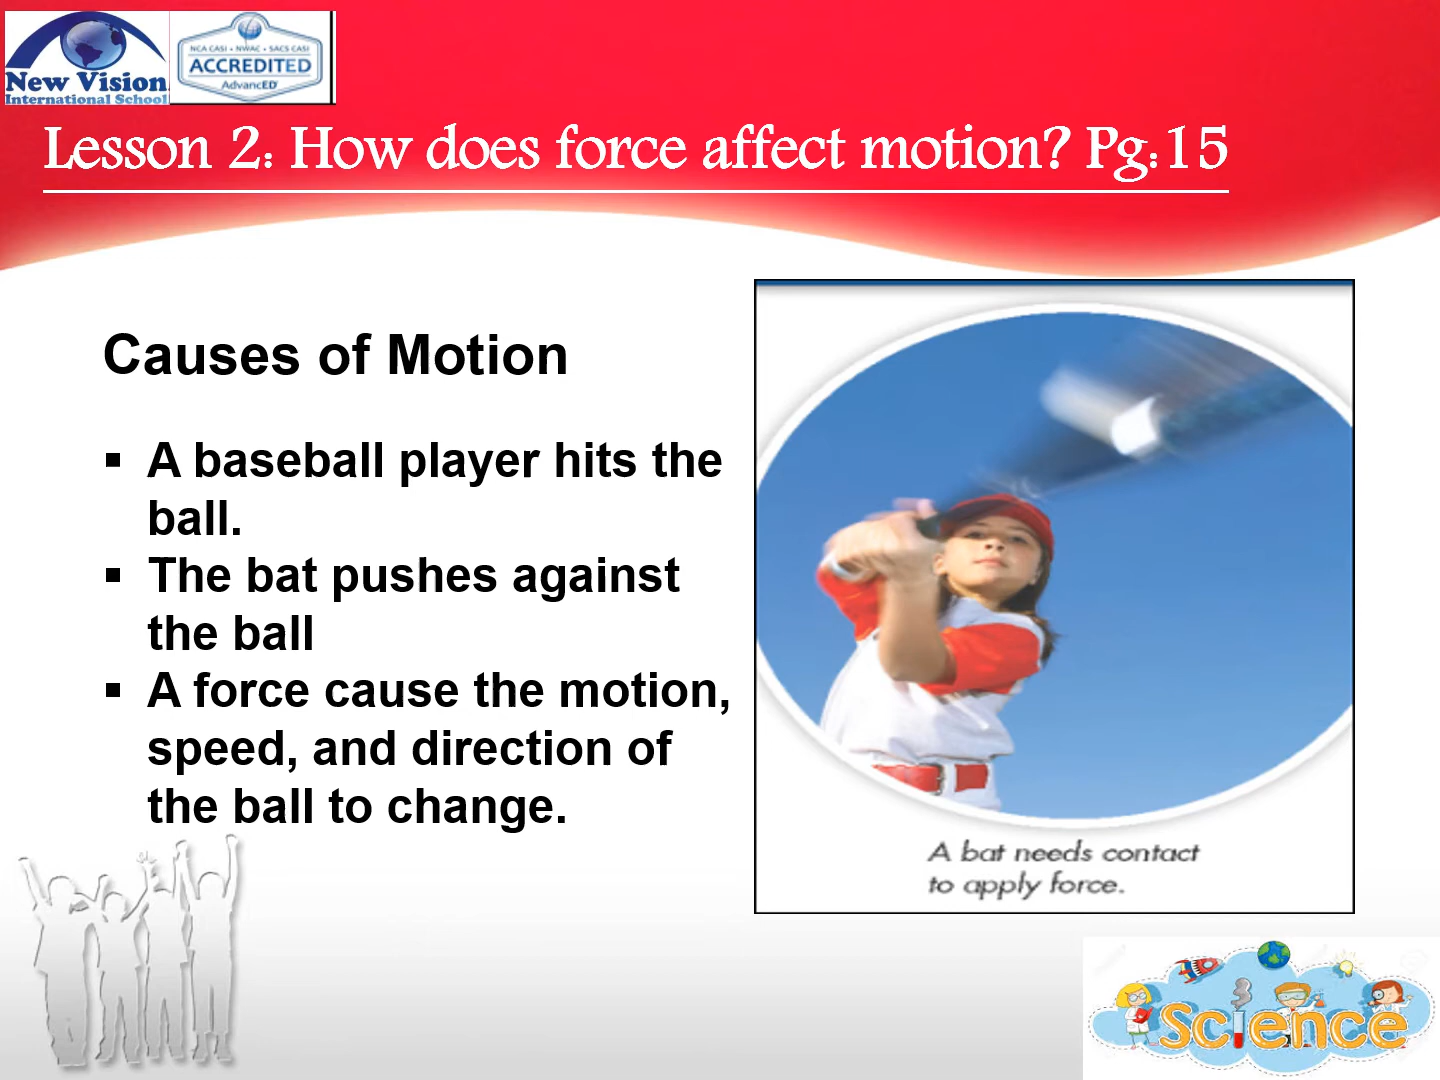 New Vision
International School
NCA CASI • NWAC • SACS CASI
ACCREDITED
AdvancED
Lesson 2: How does force affect motion? Pg:15
Causes of Motion
▪ A baseball player hits the
ball.
▪ The bat pushes against
the ball
▪ A force cause the motion,
speed, and direction of
the ball to change.
A bat needs contact
to apply force.
Science